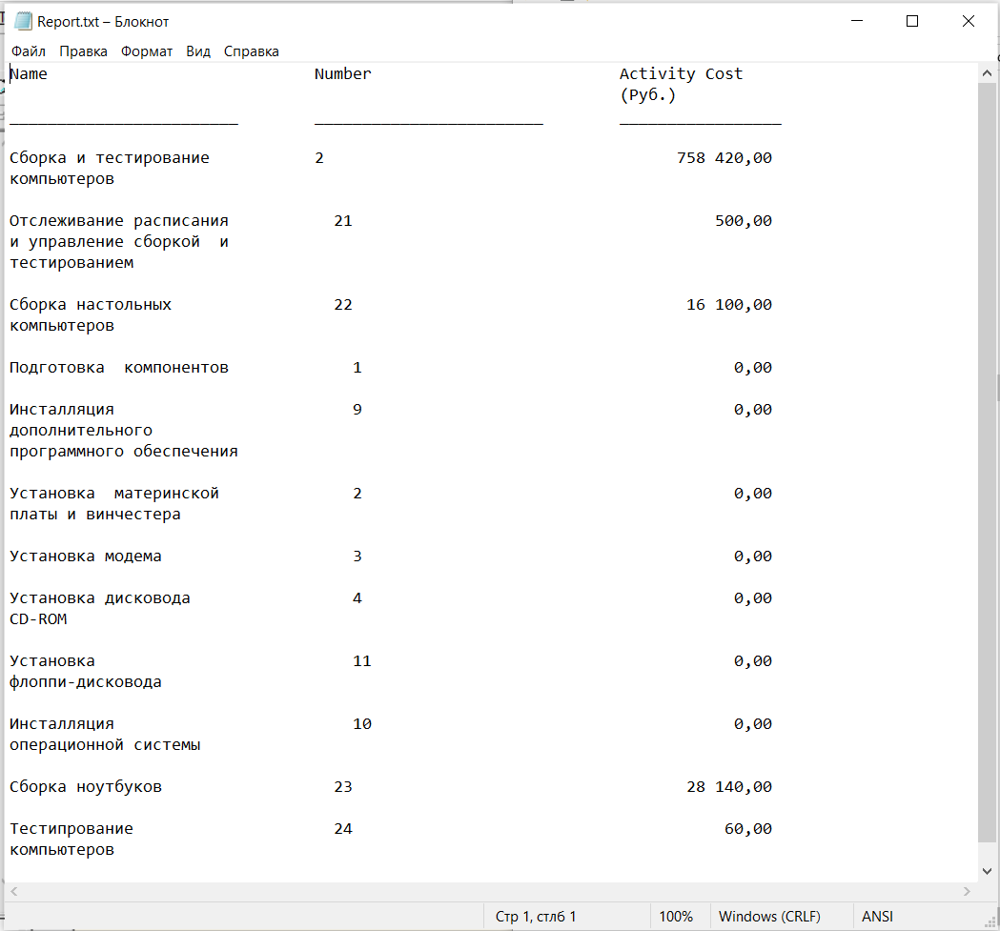 Report.txt – Блокнот
Файл Правка Формат Вид Справка
Name Number Activity Cost
(Руб.)
Сборка и тестирование 2 758 420,00
компьютеров
Отслеживание расписания 21 500,00
и управление сборкой  и
тестированием
Сборка настольных 22 16 100,00
компьютеров
Подготовка  компонентов 1 0,00
Инсталляция 9 0,00
дополнительного
программного обеспечения
Установка  материнской 2 0,00
платы и винчестера
Установка модема 3 0,00
Установка дисковода 4 0,00
CD-ROM
Установка 11 0,00
флоппи-дисковода
Инсталляция 10 0,00
операционной системы
Сборка ноутбуков 23 28 140,00
Тестипрование 24 60,00
компьютеров
Стр 1, стлб 1 100% Windows (CRLF) ANSI